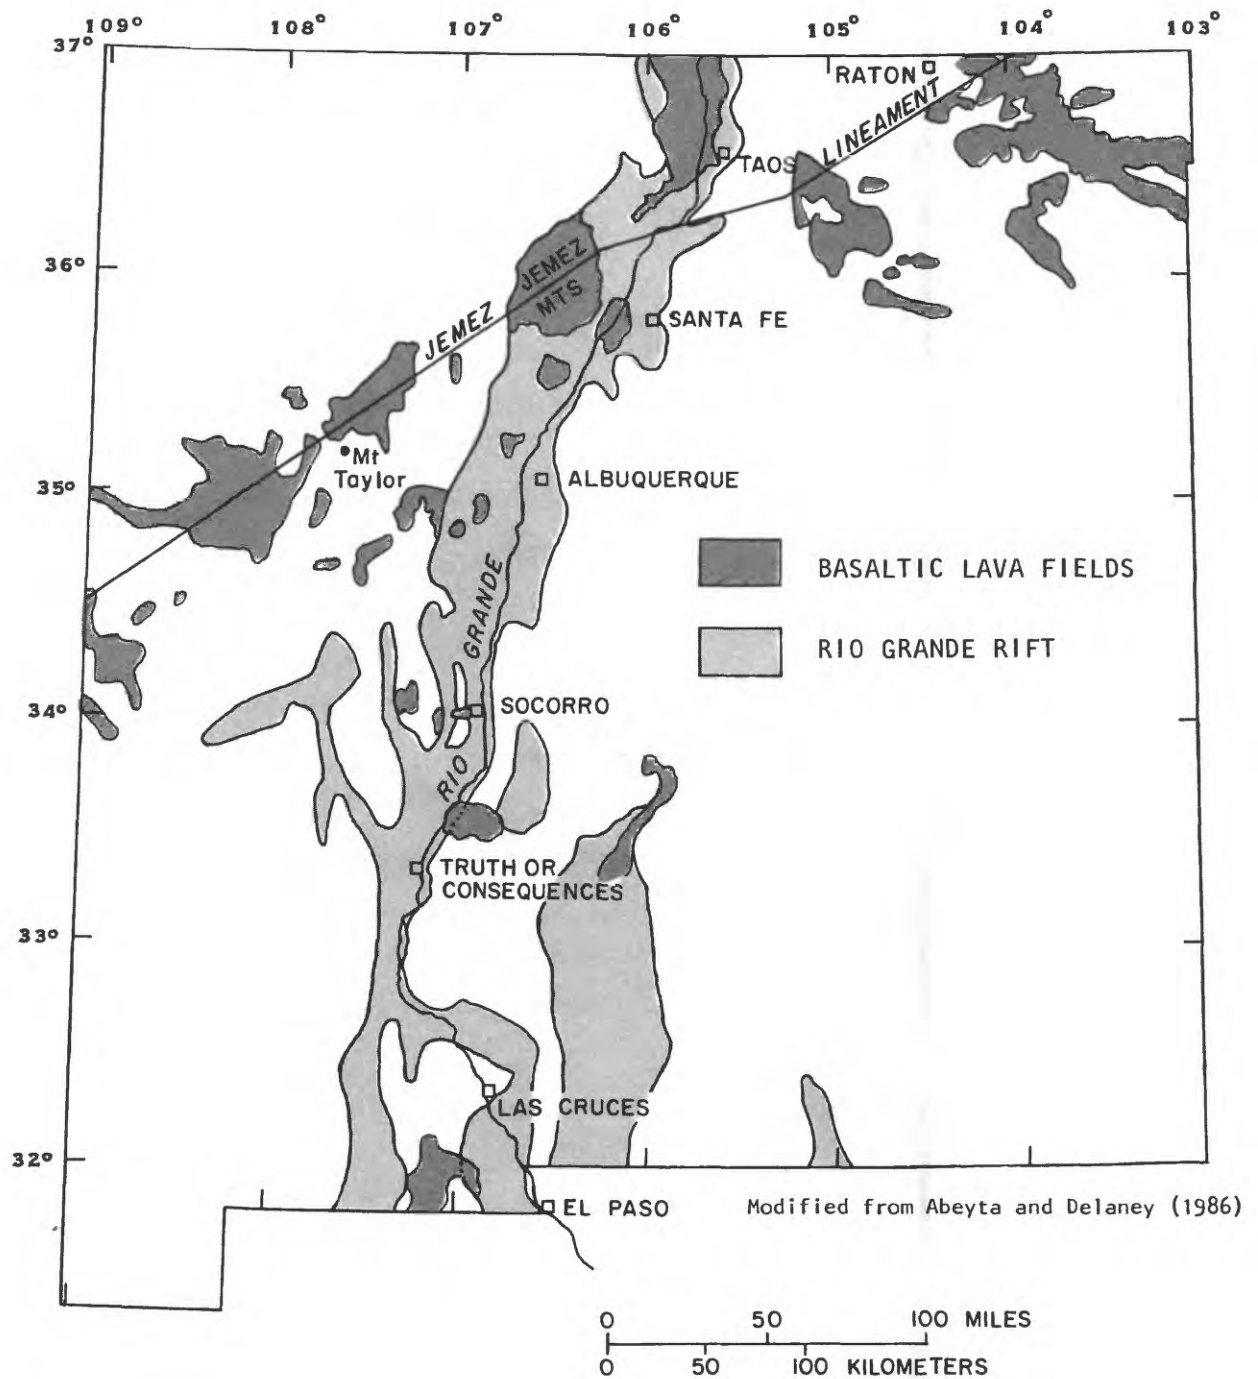 109° 108° 107° 106° 105° 104° 103°
37°
RATON
LINEAMENT
TAOS
36°
JEMEZ
MTS
JEMEZ
SANTA FE
Mt
Taylor
35°
ALBUQUERQUE
BASALTIC LAVA FIELDS
GRANDE
RIO GRANDE RIFT
34°
SOCORRO
RIO
TRUTH OR
CONSEQUENCES
33°
LAS CRUCES
32°
EL PASO
Modified from Abeyta and Delaney (1986)
0 50 100 MILES
0 50 100 KILOMETERS